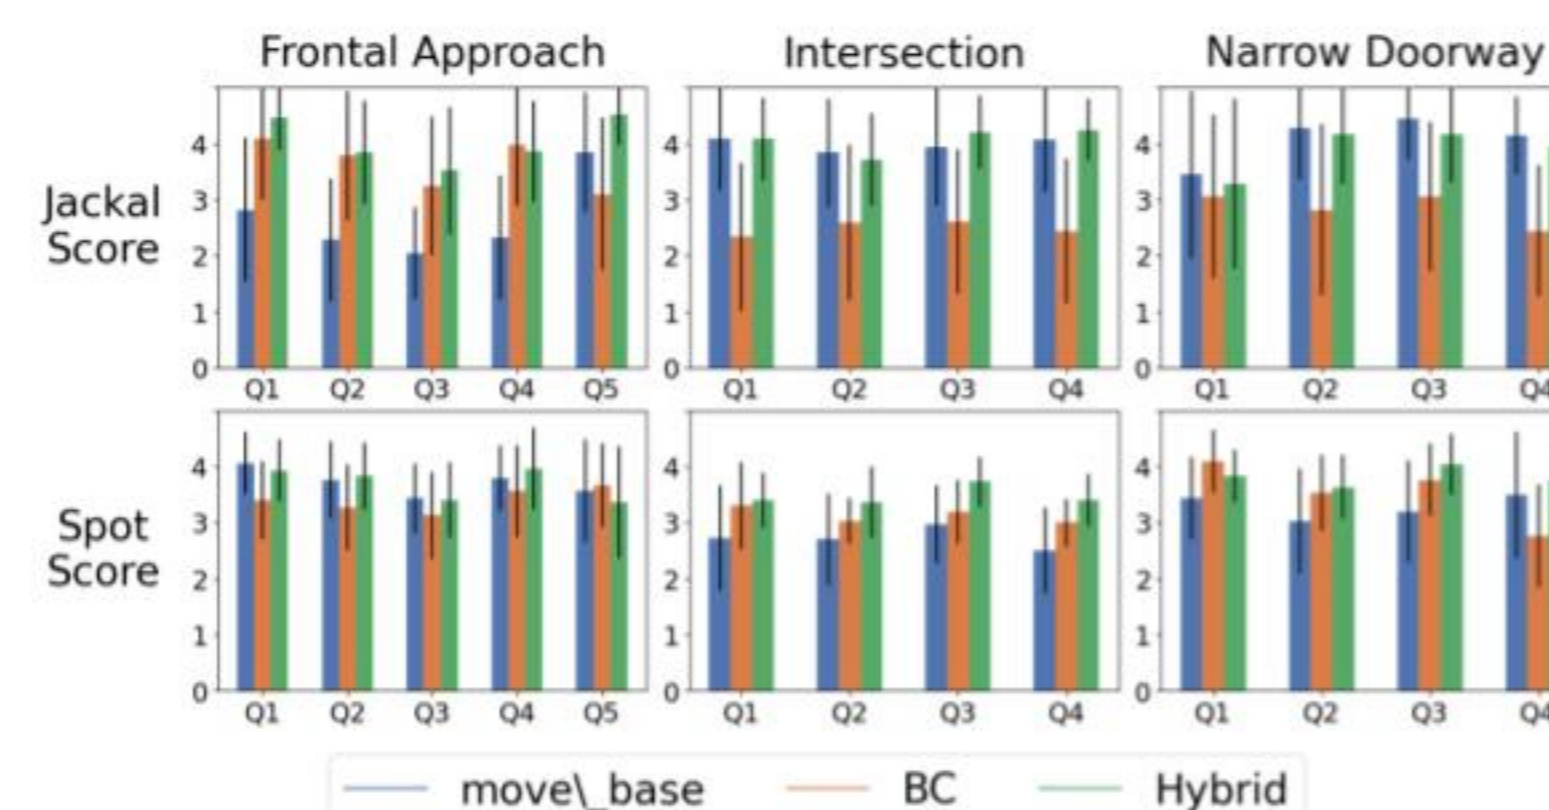 Frontal Approach Intersection Narrow Doorway
Jackal
Score
4 4 4
3 3 3
2 2 2
1 1 1
0 0 0
Q1 Q2 Q3 Q4 Q5 Q1 Q2 Q3 Q4 Q1 Q2 Q3 Q4
Spot
Score
4 4 4
3 3 3
2 2 2
1 1 1
0 0 0
Q1 Q2 Q3 Q4 Q5 Q1 Q2 Q3 Q4 Q1 Q2 Q3 Q4
move\_base BC Hybrid